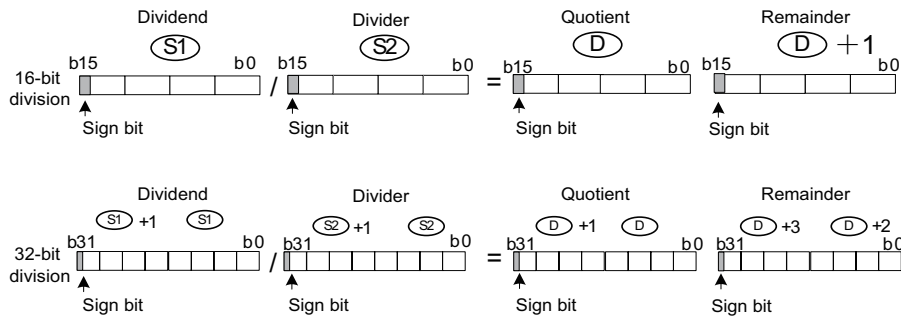 Dividend Divider Quotient Remainder
S1 S2 D D +1
b15 b0 b15 b0 b15 b0 b15 b0
16-bit division / =
Sign bit Sign bit Sign bit Sign bit
Dividend Divider Quotient Remainder
S1 +1 S1 S2 +1 S2 D +1 D D +3 D +2
b31 b0 b31 b0 b31 b0 b31 b0
32-bit division / =
Sign bit Sign bit Sign bit Sign bit